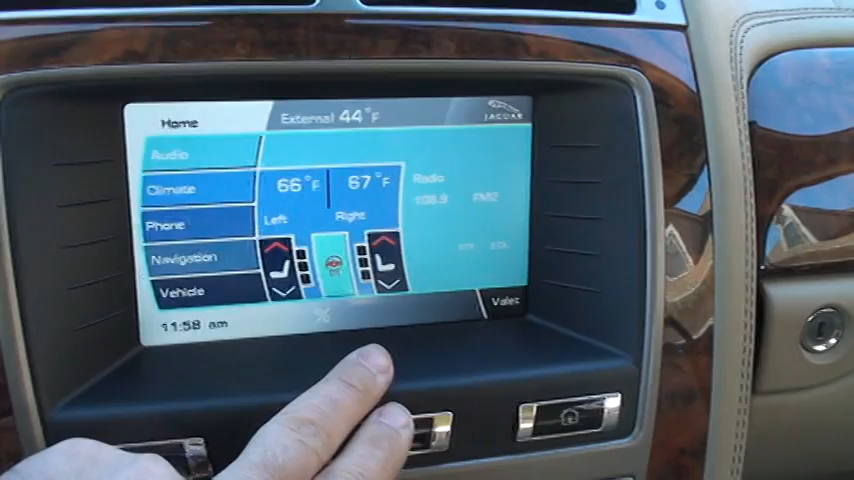 Home
External 44°F
JAGUAR
Audio
Climate
66°F
67°F
Radio
108.9
FM2
Phone
Left
Right
Navigation
Vehicle
Valet
11:58 am